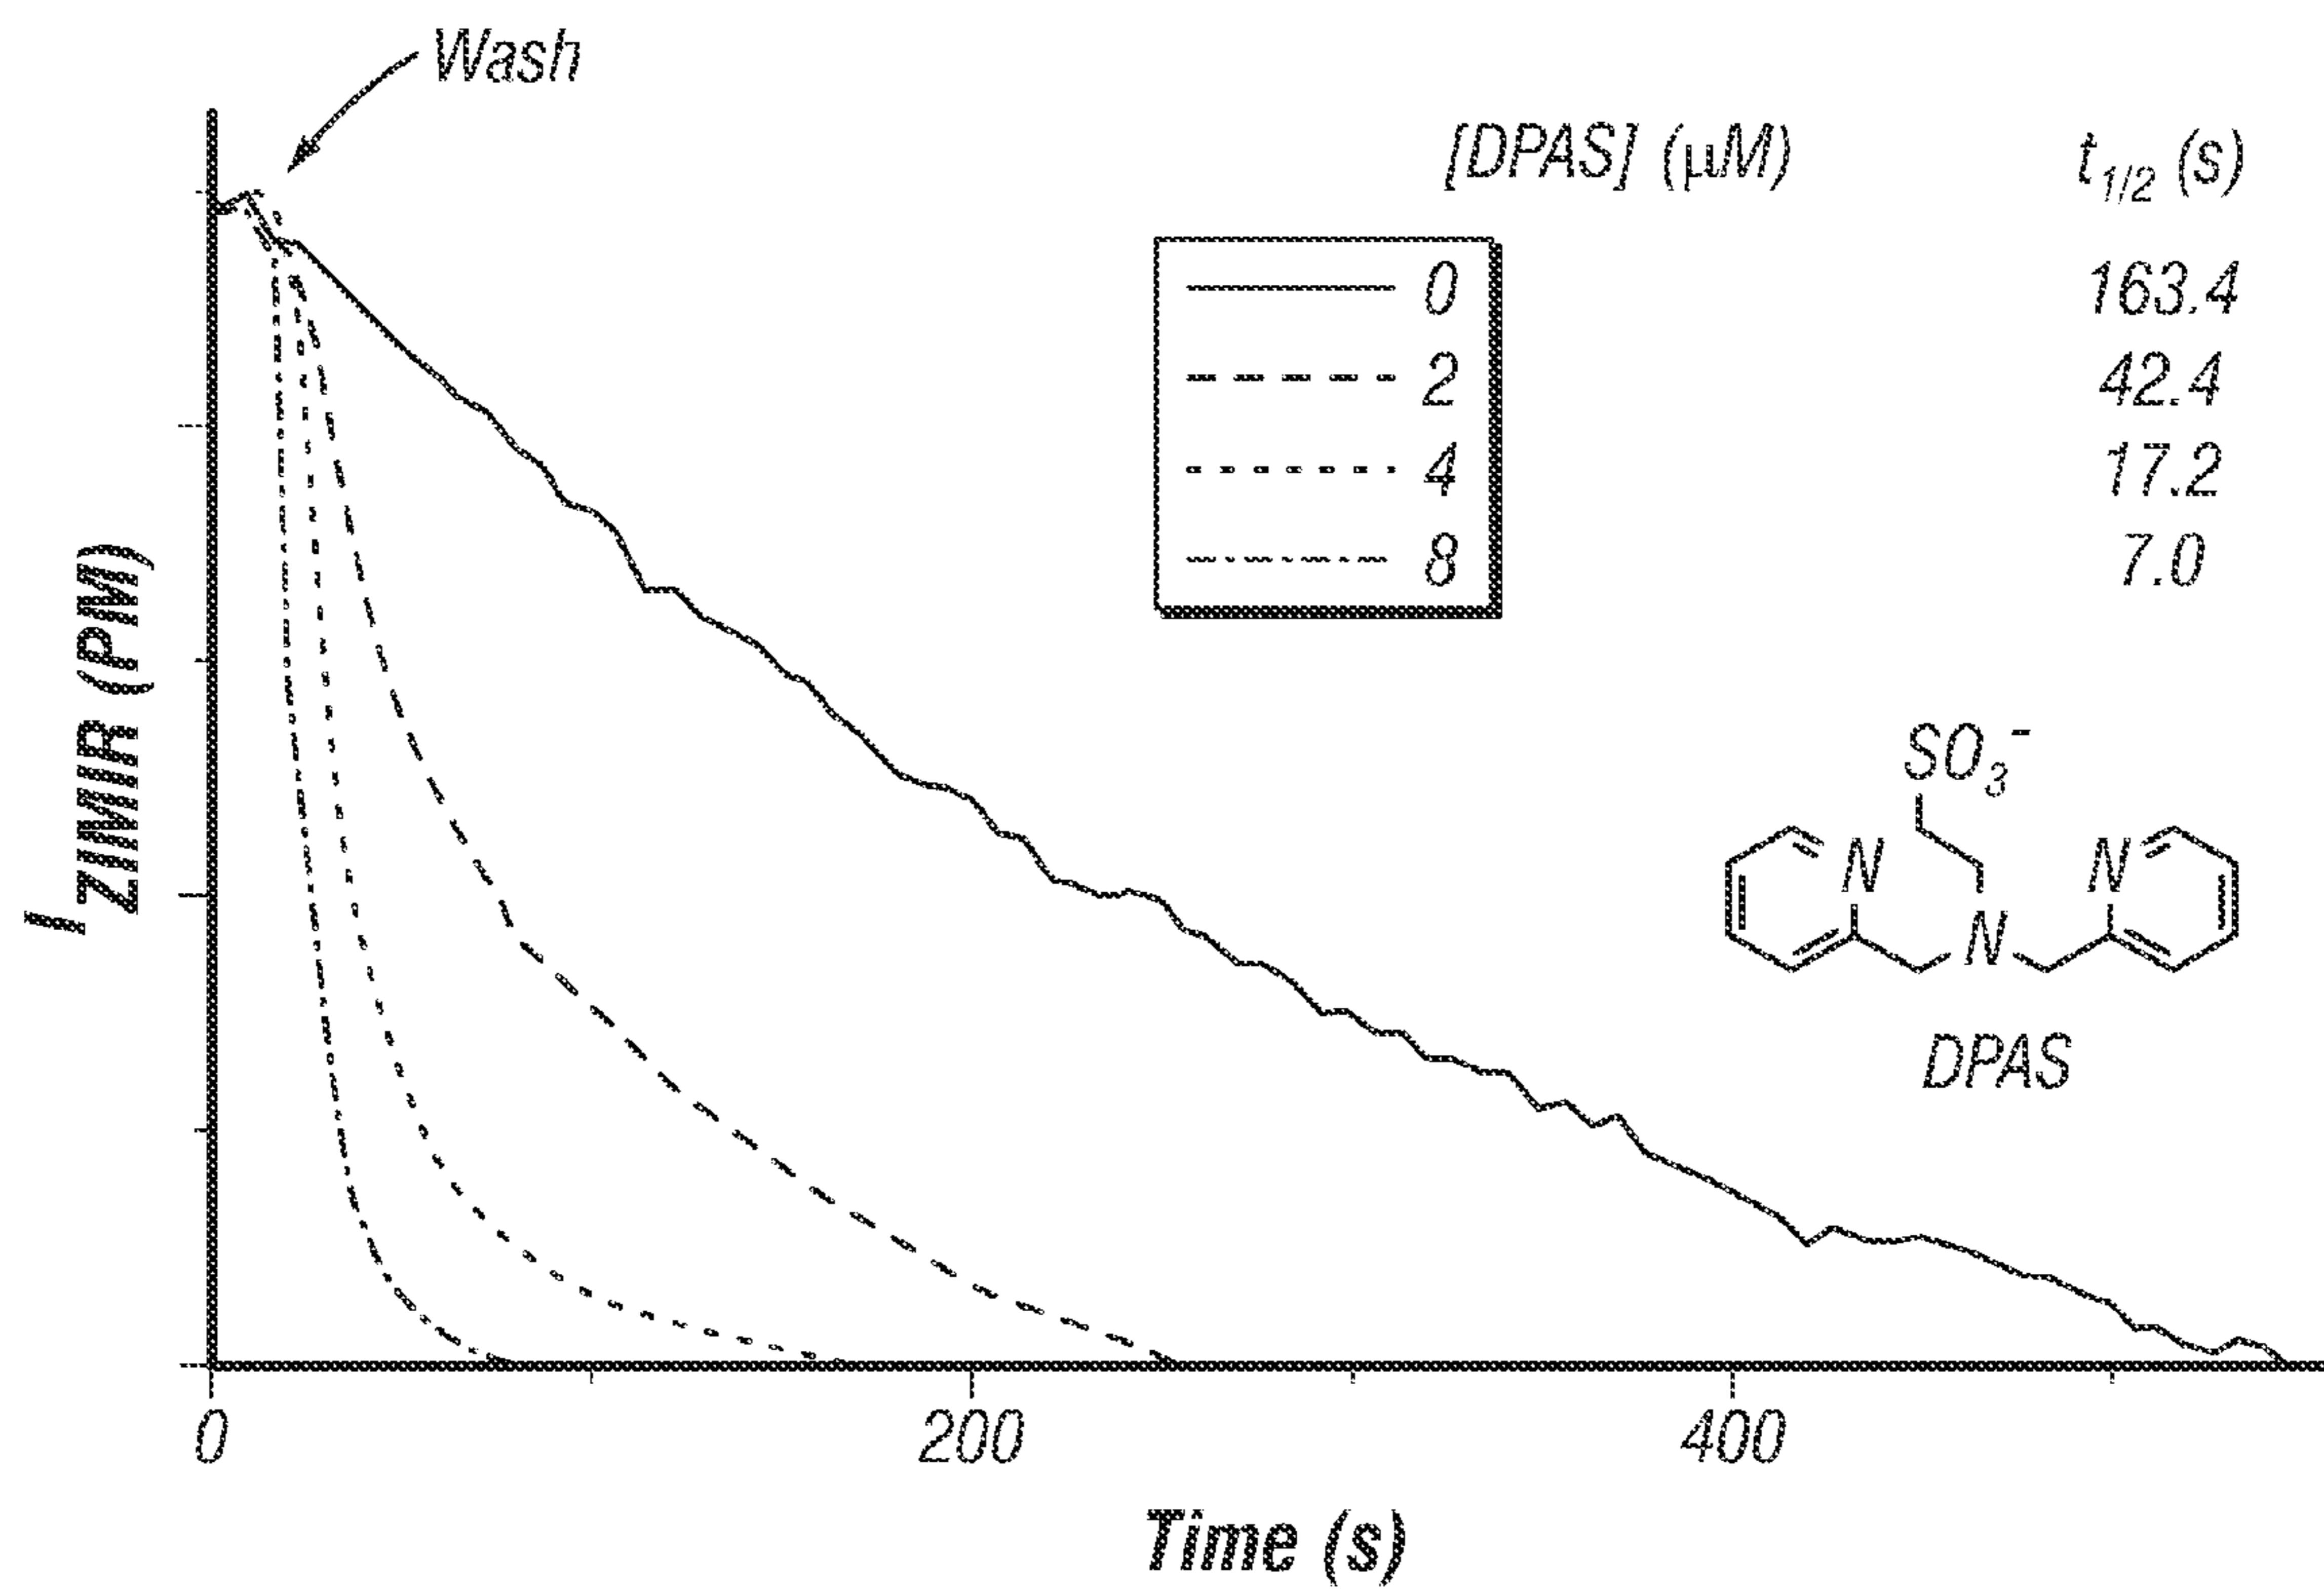 Wash
[DPAS] (μM) t1/2 (s)
0 163.4
2 42.4
4 17.2
8 7.0
IZIMIR (PM)
SO3-
N N
N
DPAS
0 200 400
Time (s)